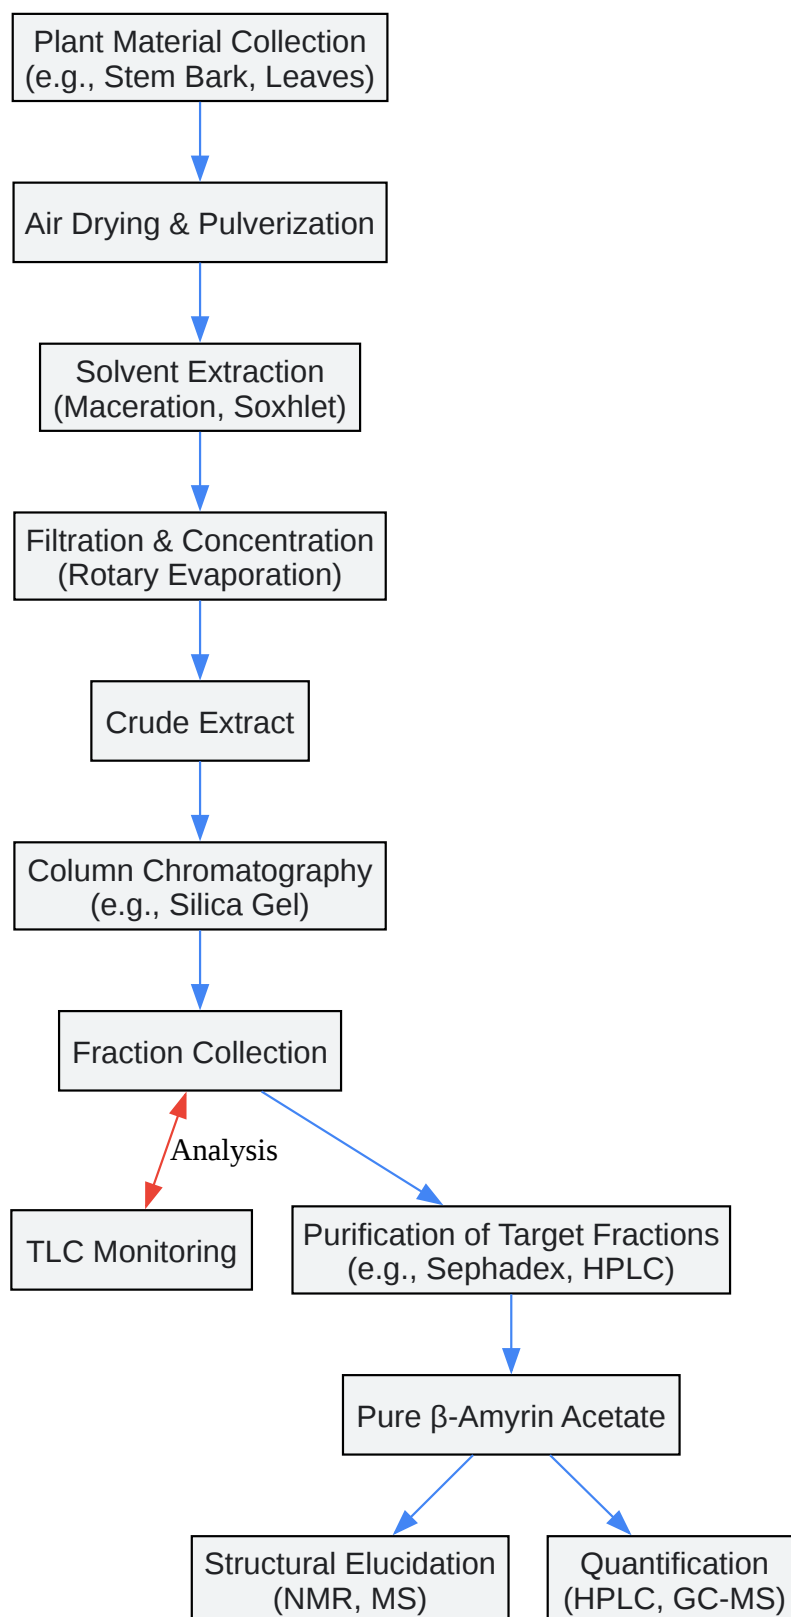 Plant Material Collection
(e.g., Stem Bark, Leaves)
Air Drying & Pulverization
Solvent Extraction
(Maceration, Soxhlet)
Filtration & Concentration
(Rotary Evaporation)
Crude Extract
Column Chromatography
(e.g., Silica Gel)
Fraction Collection
Analysis
TLC Monitoring
Purification of Target Fractions
(e.g., Sephadex, HPLC)
Pure β-Amyrin Acetate
Structural Elucidation
(NMR, MS)
Quantification
(HPLC, GC-MS)